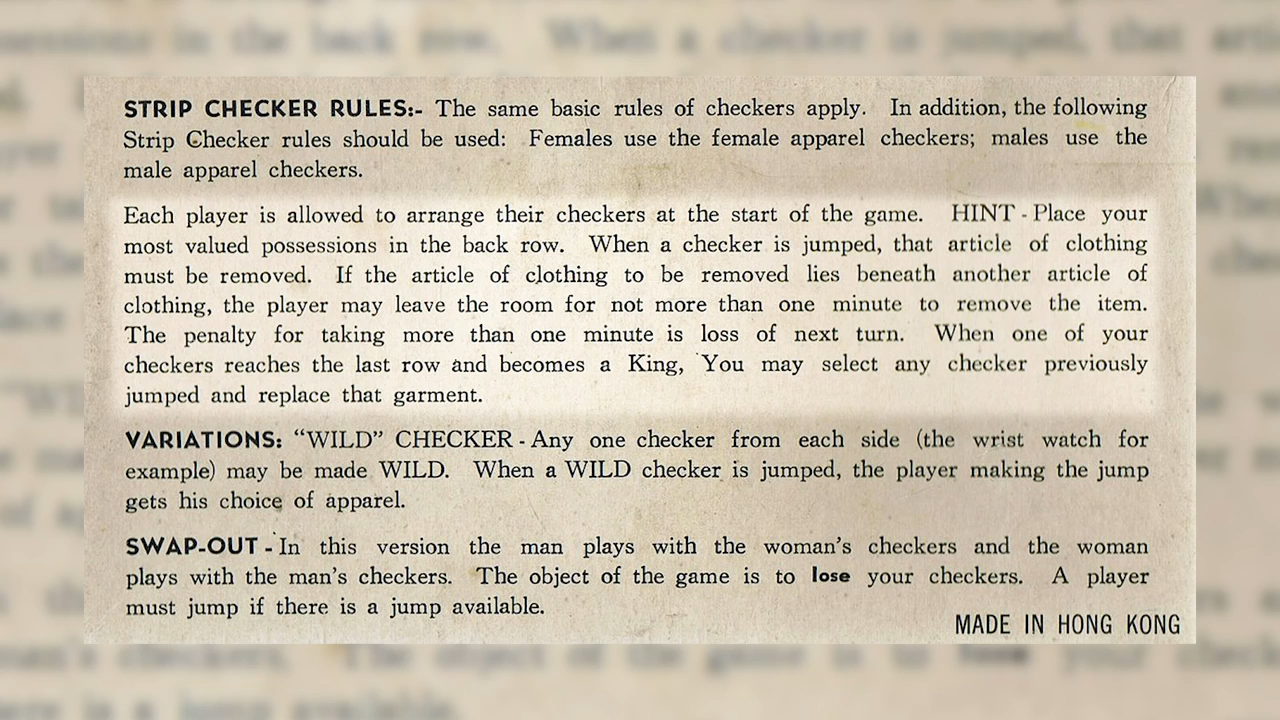 STRIP CHECKER RULES:- The same basic rules of checkers apply. In addition, the following
Strip Checker rules should be used: Females use the female apparel checkers; males use the
male apparel checkers.
Each player is allowed to arrange their checkers at the start of the game. HINT - Place your
most valued possessions in the back row. When a checker is jumped, that article of clothing
must be removed. If the article of clothing to be removed lies beneath another article of
clothing, the player may leave the room for not more than one minute to remove the item.
The penalty for taking more than one minute is loss of next turn. When one of your
checkers reaches the last row and becomes a King, You may select any checker previously
jumped and replace that garment.
VARIATIONS: "WILD" CHECKER - Any one checker from each side (the wrist watch for
example) may be made WILD. When a WILD checker is jumped, the player making the jump
gets his choice of apparel.
SWAP-OUT - In this version the man plays with the woman's checkers and the woman
plays with the man's checkers. The object of the game is to lose your checkers. A player
must jump if there is a jump available.
MADE IN HONG KONG